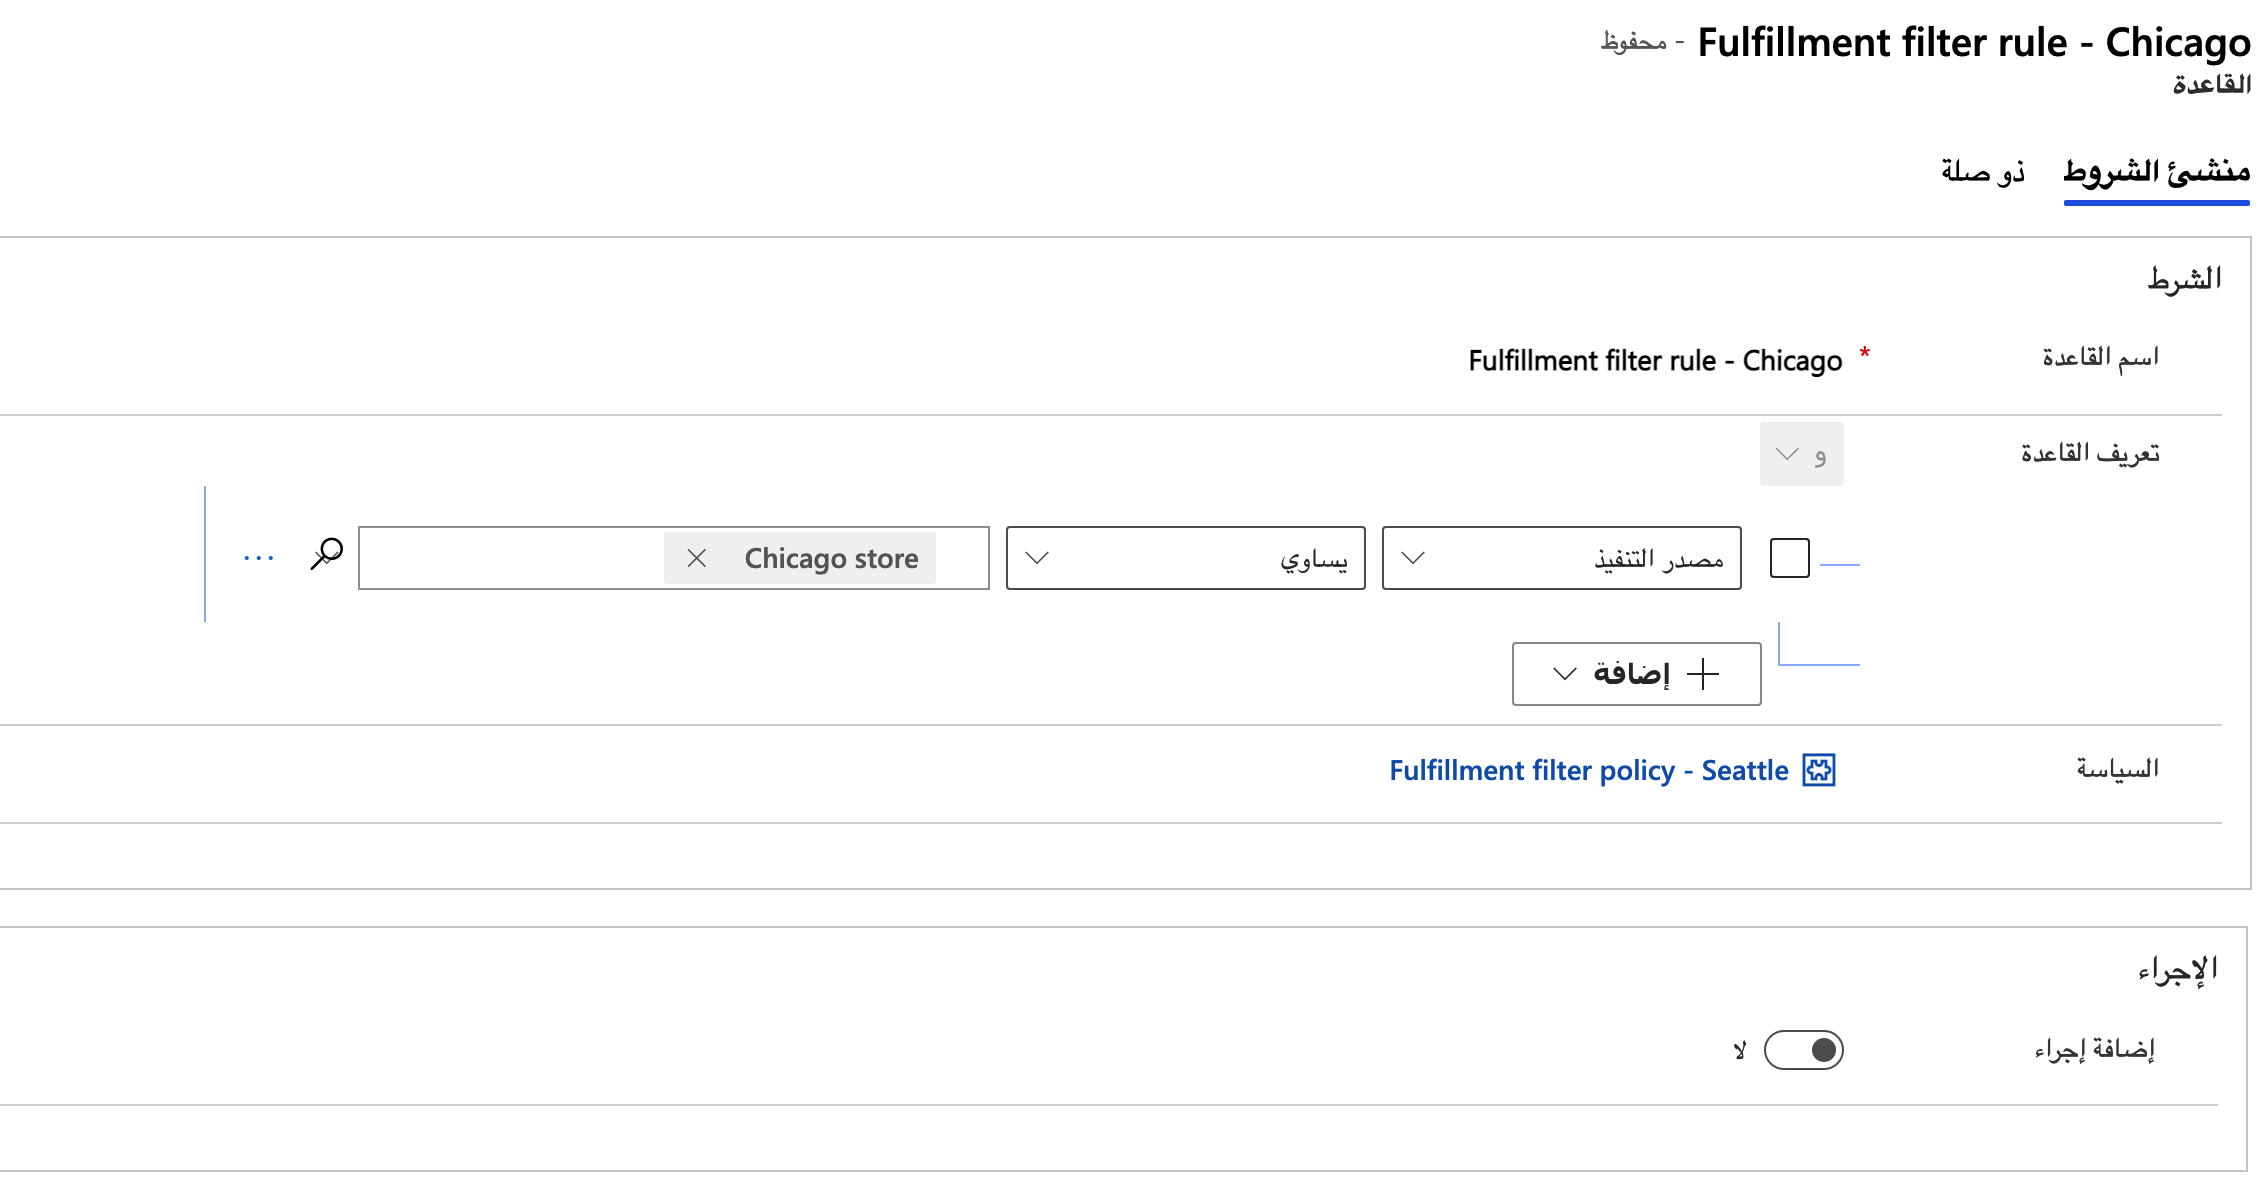 Fulfillment filter rule - Chicago - محفوظ
القاعدة
منشئ الشروط ذو صلة
الشرط
اسم القاعدة * Fulfillment filter rule - Chicago
تعريف القاعدة و
مصدر التنفيذ يساوي Chicago store
إضافة
السياسة Fulfillment filter policy - Seattle
الإجراء
إضافة إجراء لا